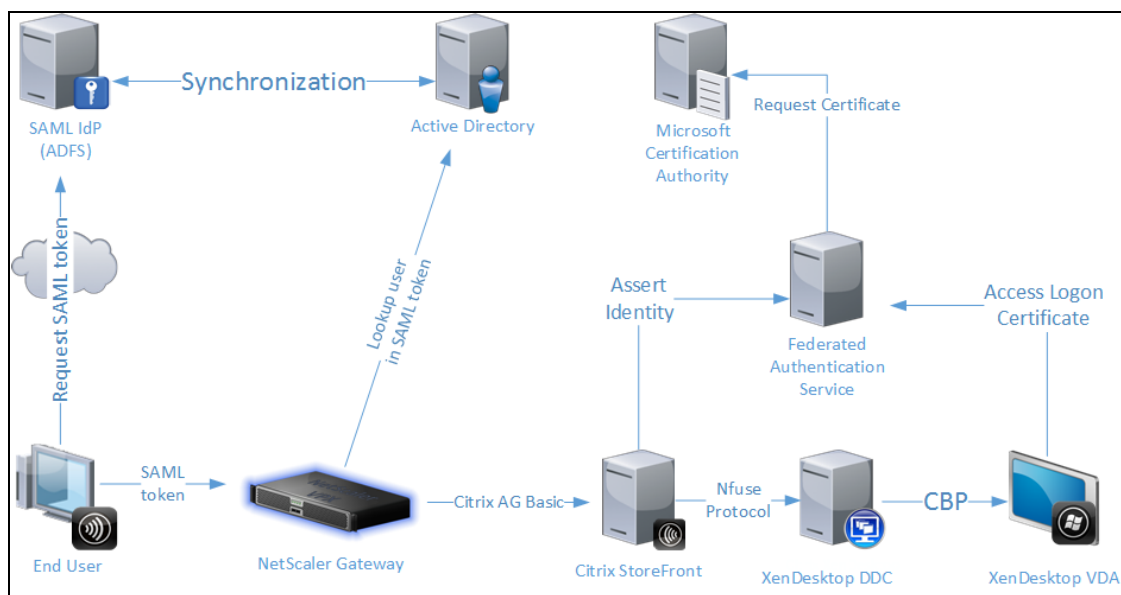 Synchronization
SAML IdP
(ADFS)
Active Directory
Microsoft
Certification
Authority
Request Certificate
Request SAML token
Lookup user
in SAML token
Assert
Identity
Federated
Authentication
Service
Access Logon
Certificate
SAML
token
Citrix AG Basic
Nfuse
Protocol
CBP
End User
NetScaler Gateway
Citrix StoreFront
XenDesktop DDC
XenDesktop VDA